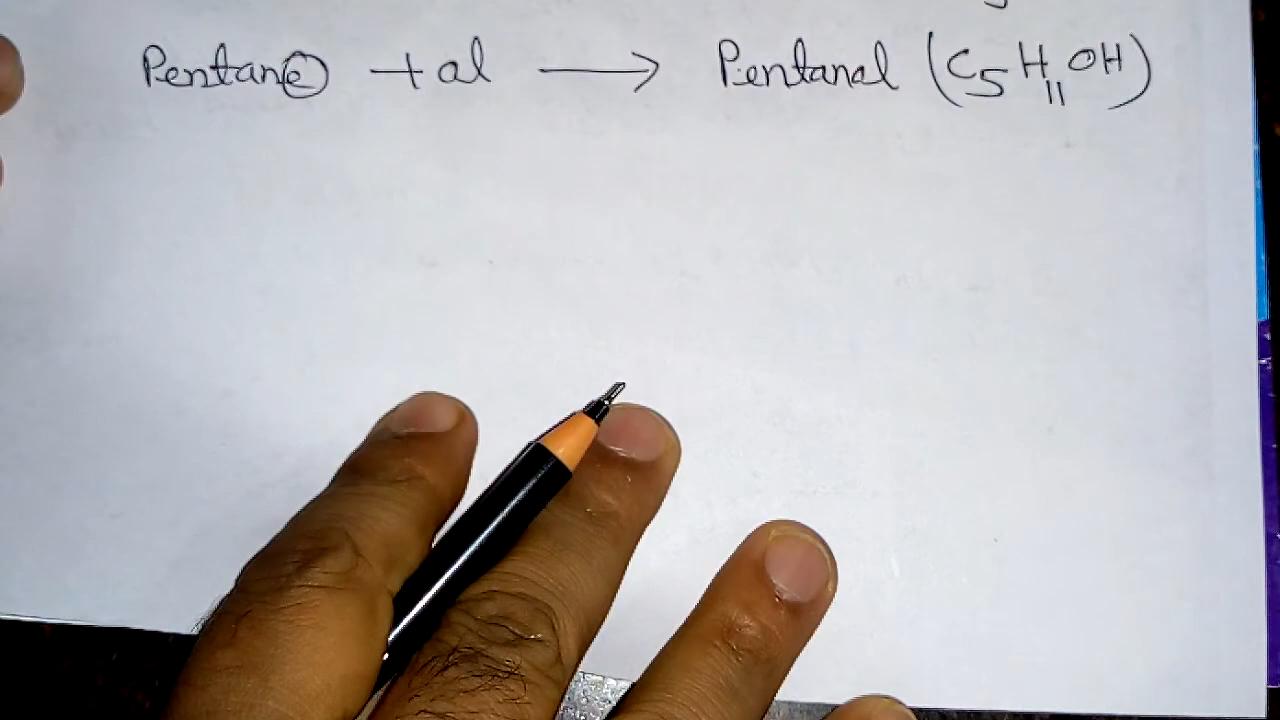 Pentane + al ⟶ Pentanal (C₅H₁₁OH)